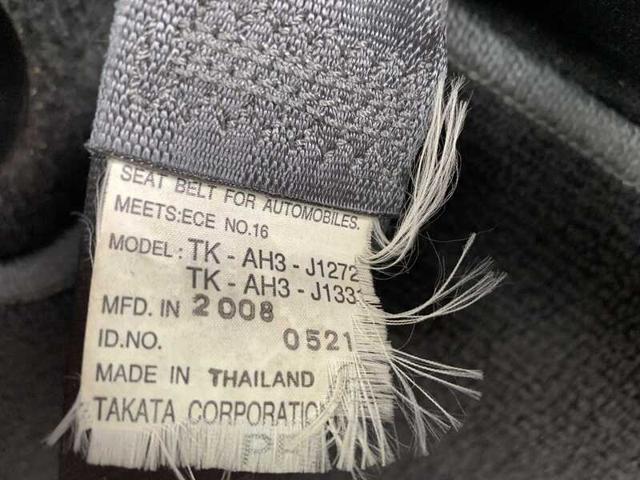 SEAT BELT FOR AUTOMOBILES.
MEETS:ECE NO.16
MODEL: TK - AH3 - J1272
TK - AH3 - J133
MFD. IN 2008
ID.NO. 0521
MADE IN THAILAND
TAKATA CORPORATION